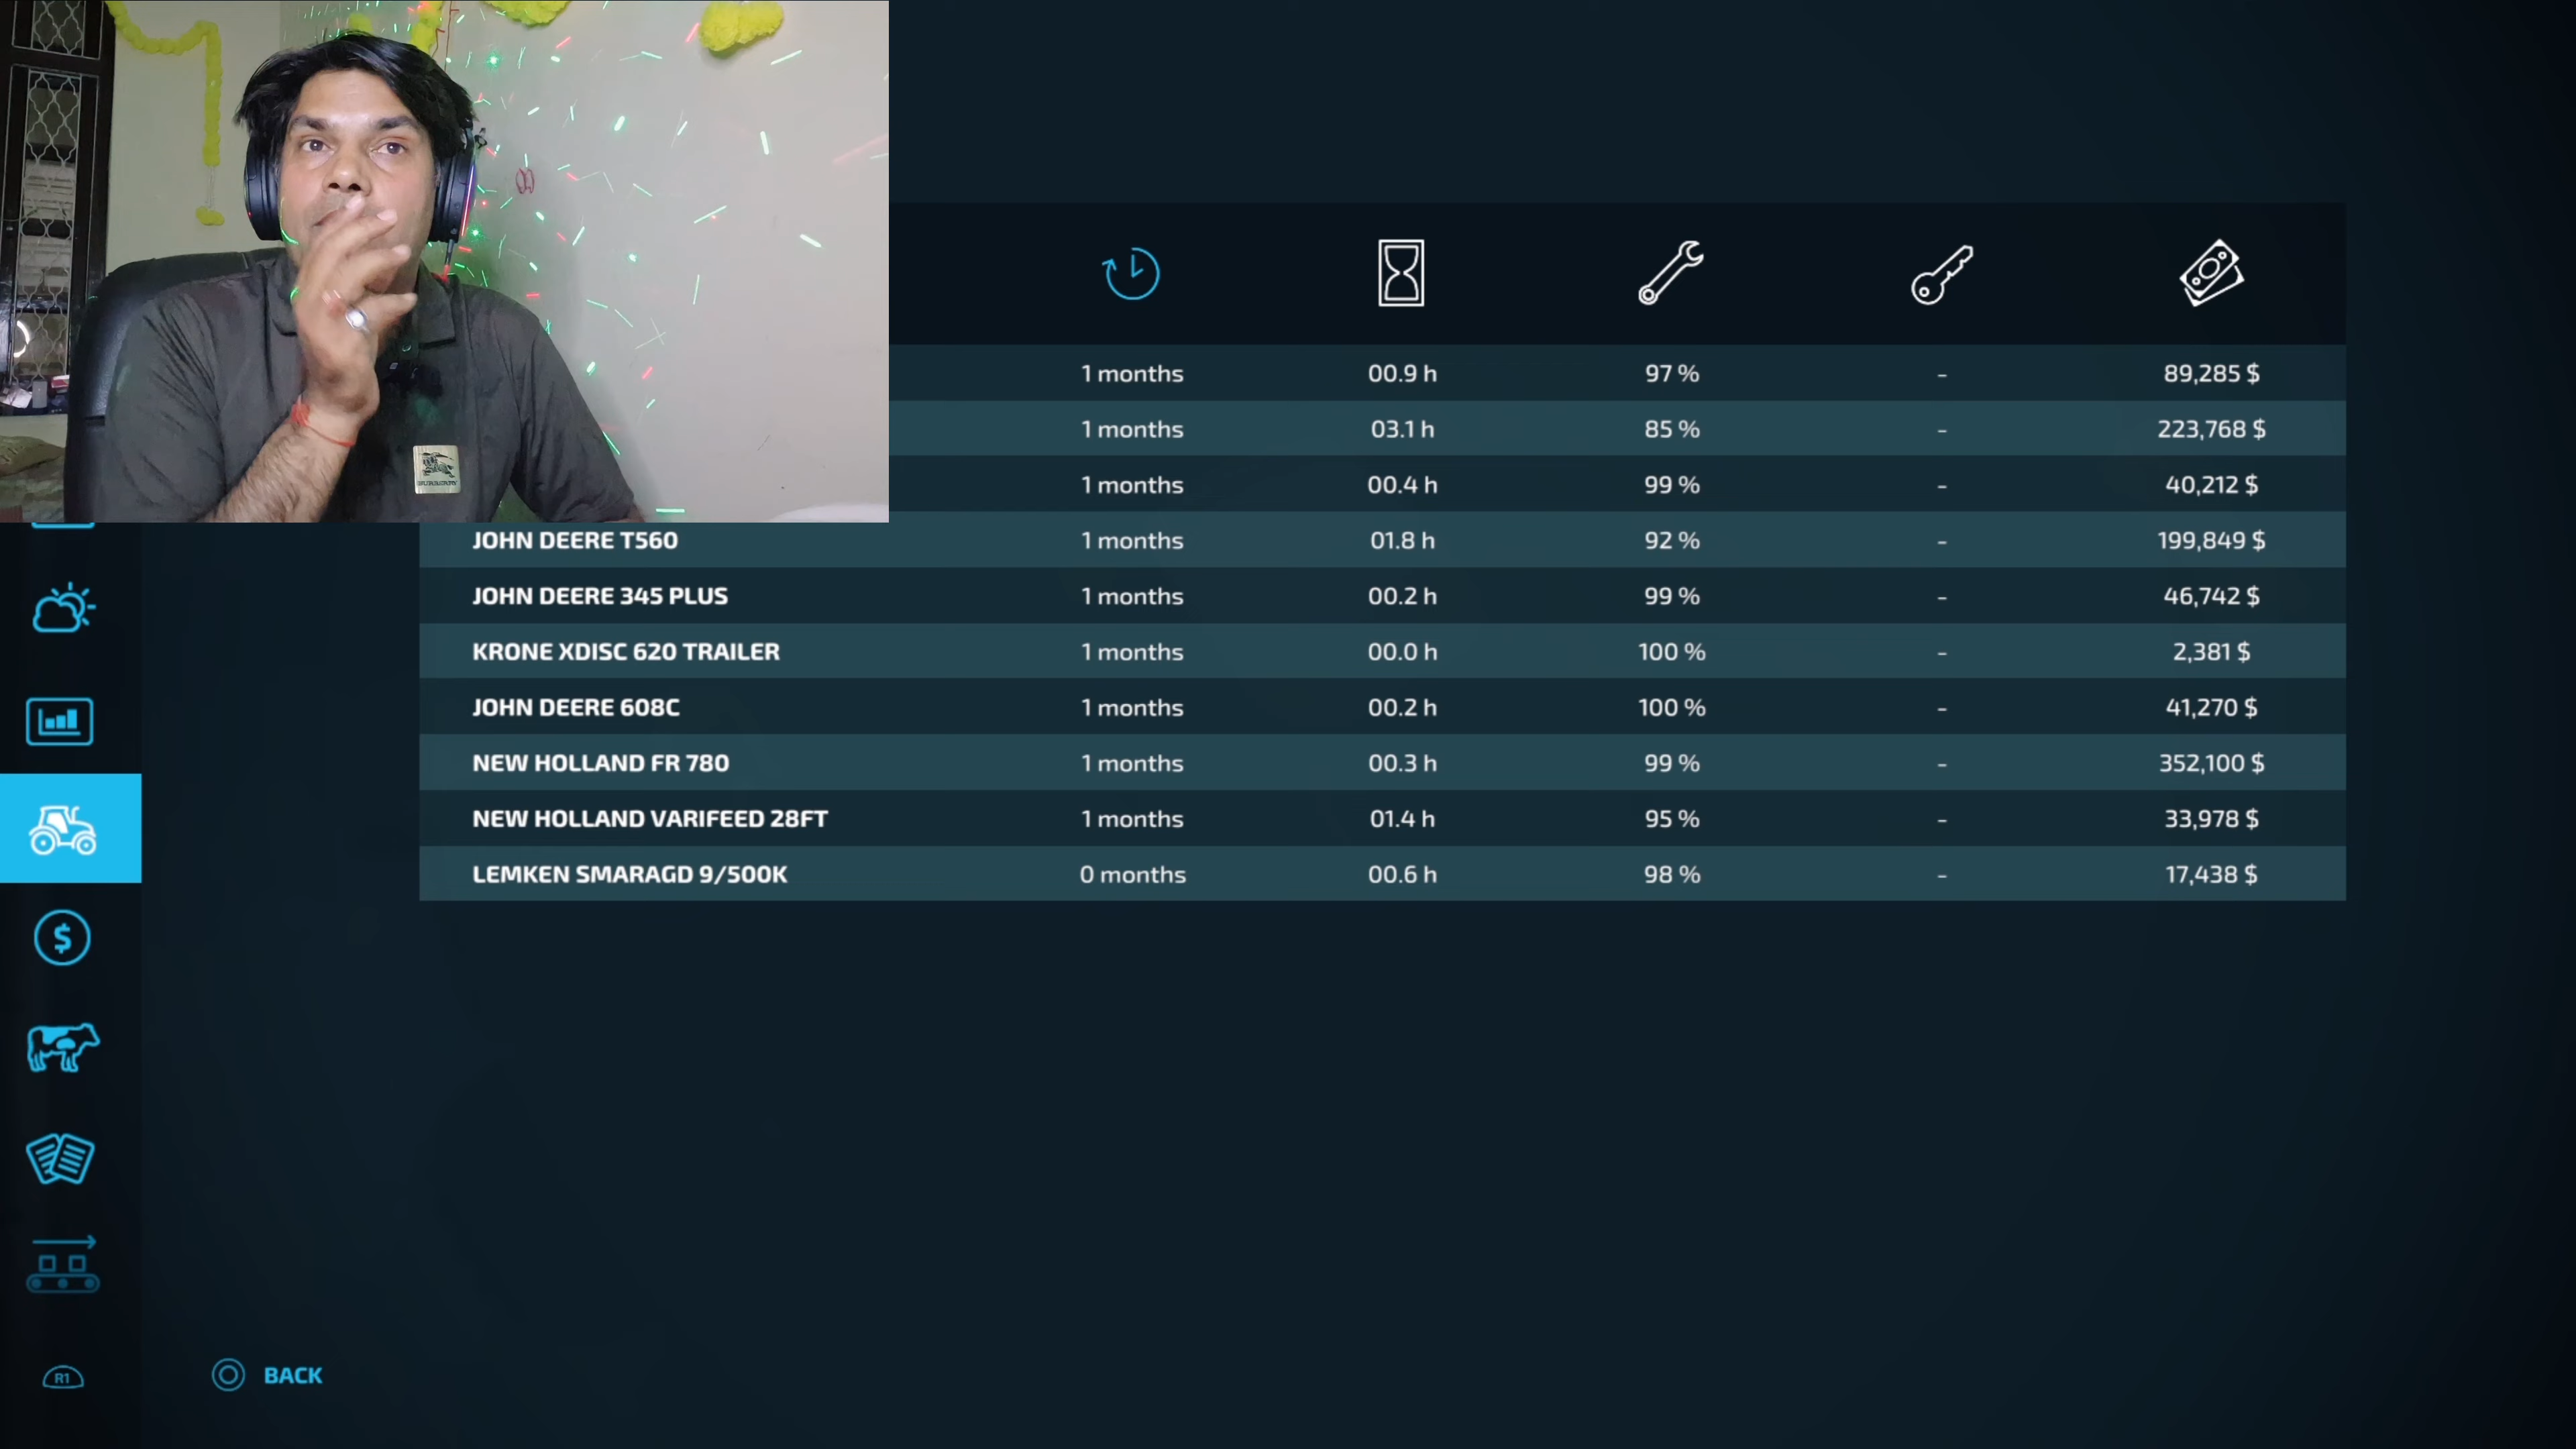 BURBERRY
1 months 00.9 h 97 % - 89,285 $
1 months 03.1 h 85 % - 223,768 $
1 months 00.4 h 99 % - 40,212 $
JOHN DEERE T560 1 months 01.8 h 92 % - 199,849 $
JOHN DEERE 345 PLUS 1 months 00.2 h 99 % - 46,742 $
KRONE XDISC 620 TRAILER 1 months 00.0 h 100 % - 2,381 $
JOHN DEERE 608C 1 months 00.2 h 100 % - 41,270 $
NEW HOLLAND FR 780 1 months 00.3 h 99 % - 352,100 $
NEW HOLLAND VARIFEED 28FT 1 months 01.4 h 95 % - 33,978 $
LEMKEN SMARAGD 9/500K 0 months 00.6 h 98 % - 17,438 $
$
R1 BACK